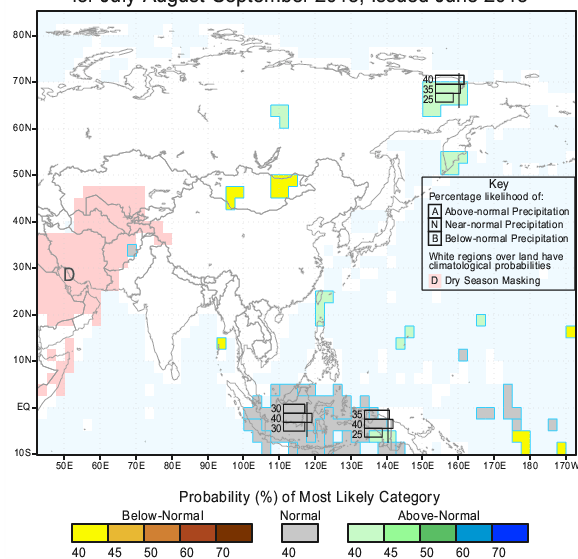 for July-August-September 2018, Issued June 2018
80N
70N
60N
50N
40N
30N
20N
10N
EQ
10S
50E 60E 70E 80E 90E 100E 110E 120E 130E 140E 150E 160E 170E 180 170W
40
35
25
Key
Percentage likelihood of:
A Above-normal Precipitation
N Near-normal Precipitation
B Below-normal Precipitation
White regions over land have
climatological probabilities
D Dry Season Masking
D
30
40
30
35
40
25
Probability (%) of Most Likely Category
Below-Normal Normal Above-Normal
40 45 50 60 70 40 40 45 50 60 70